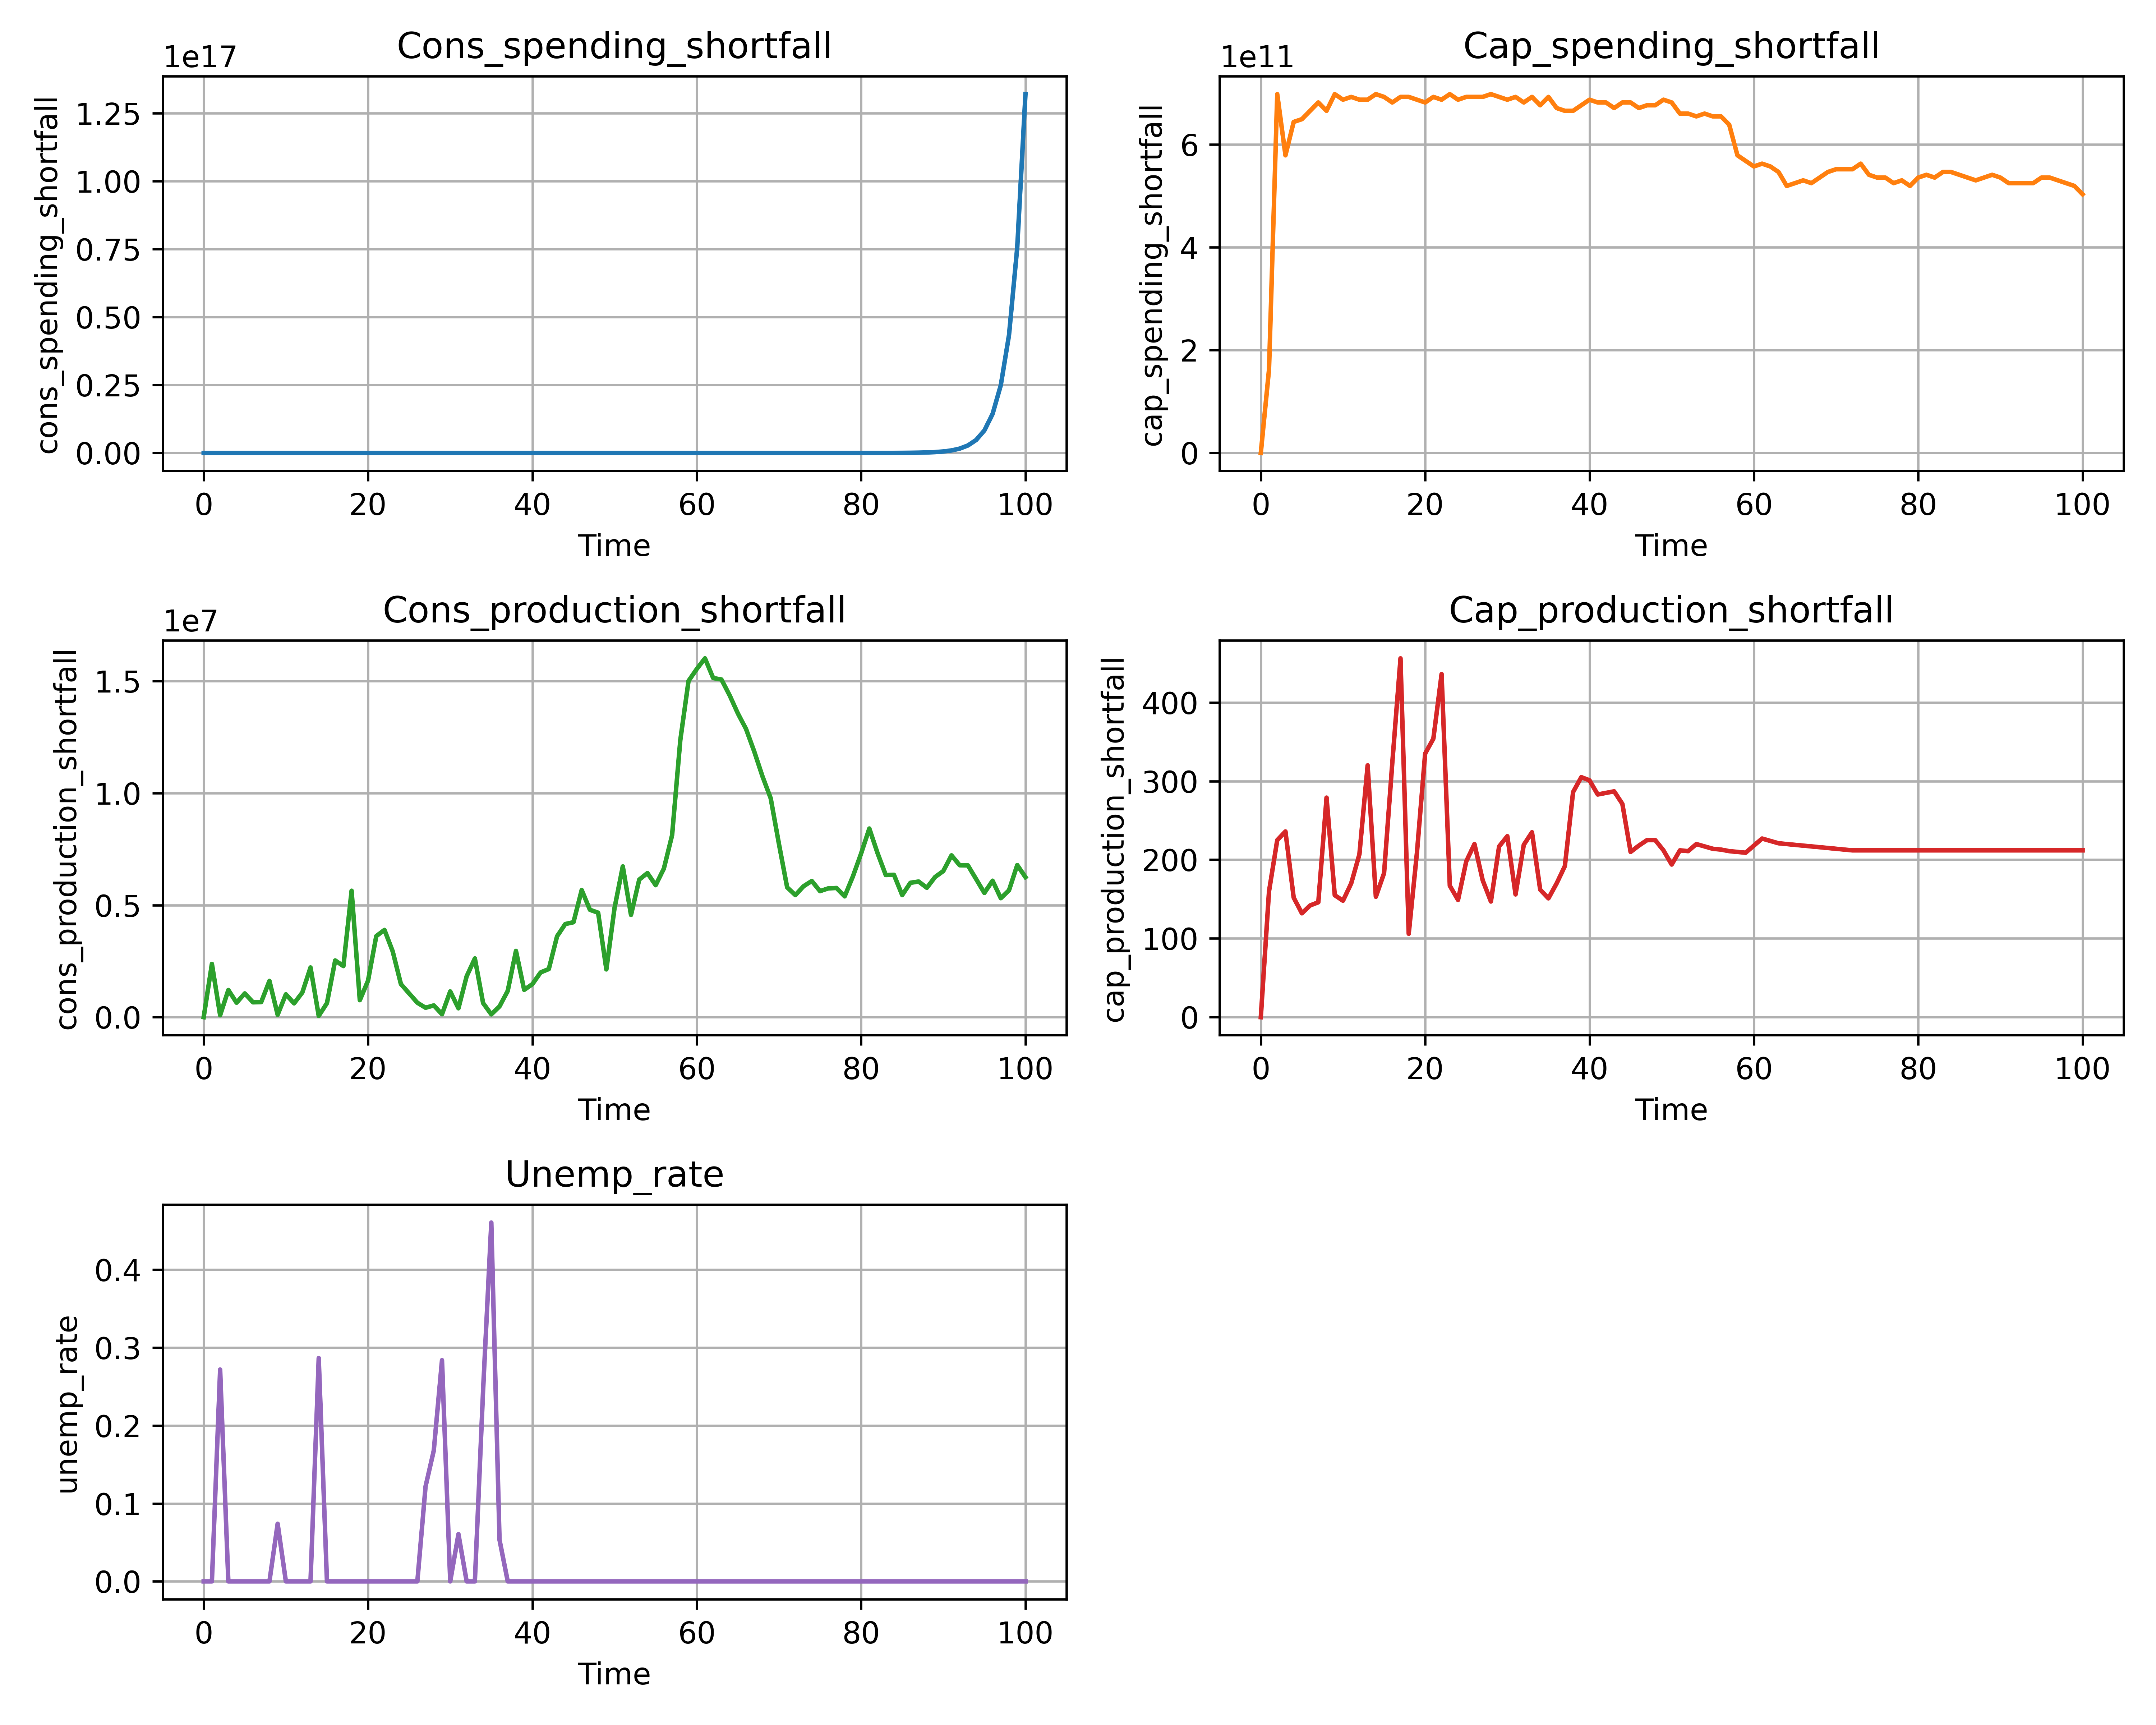 Cons_spending_shortfall
1e17
cons_spending_shortfall
1.25
1.00
0.75
0.50
0.25
0.00
0 20 40 60 80 100
Time
Cap_spending_shortfall
1e11
cap_spending_shortfall
6
4
2
0
0 20 40 60 80 100
Time
Cons_production_shortfall
1e7
cons_production_shortfall
1.5
1.0
0.5
0.0
0 20 40 60 80 100
Time
Cap_production_shortfall
cap_production_shortfall
400
300
200
100
0
0 20 40 60 80 100
Time
Unemp_rate
unemp_rate
0.4
0.3
0.2
0.1
0.0
0 20 40 60 80 100
Time